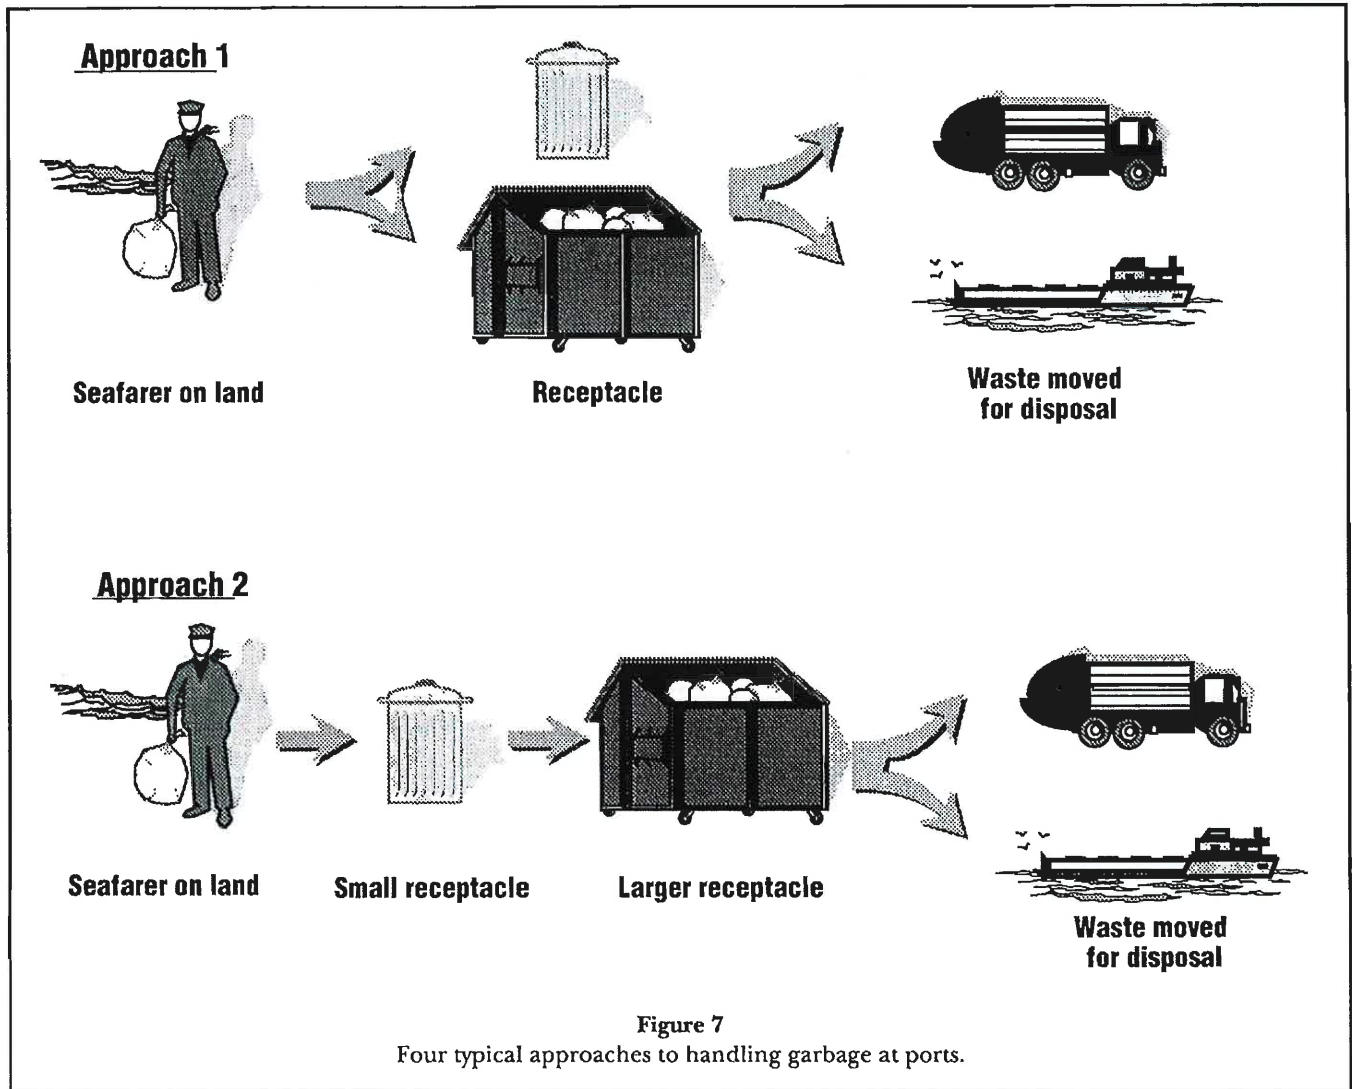 Approach 1
Seafarer on land
Receptacle
Waste moved
for disposal
Approach 2
Seafarer on land
Small receptacle
Larger receptacle
Waste moved
for disposal
Figure 7
Four typical approaches to handling garbage at ports.